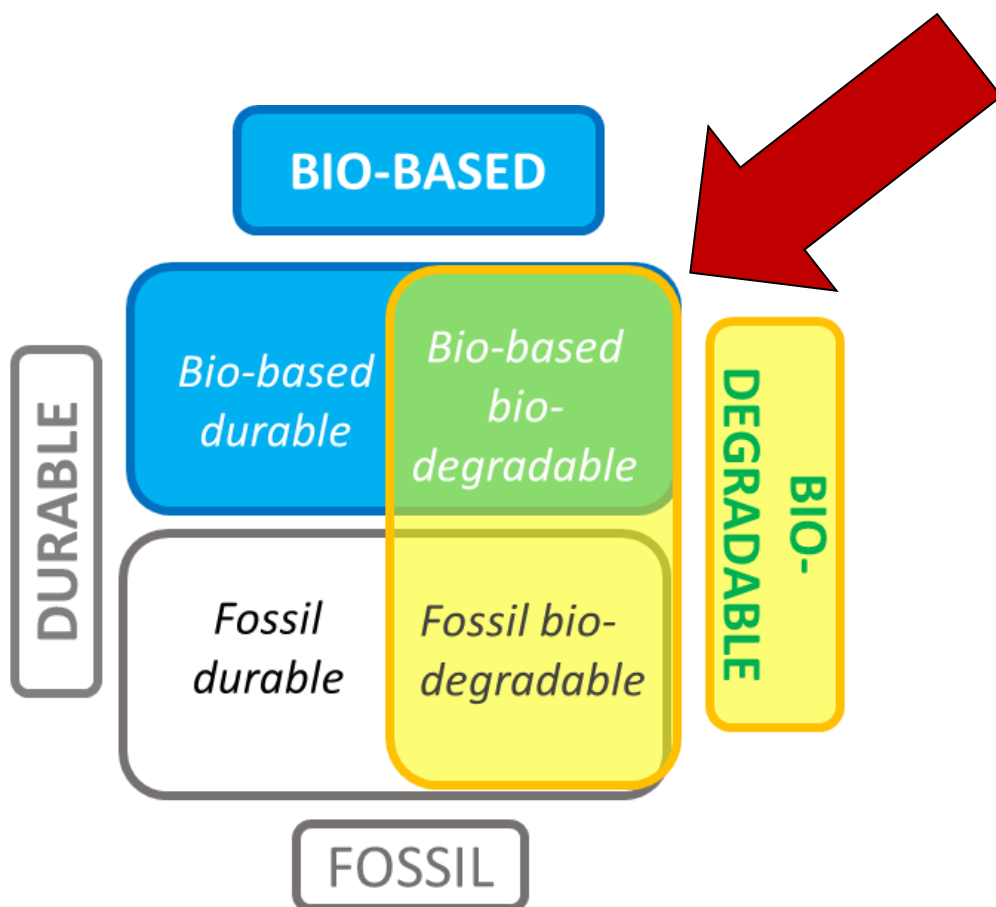 BIO-BASED
Bio-based
durable
Bio-based
bio-
degradable
DURABLE
BIO-
DEGRADABLE
Fossil
durable
Fossil bio-
degradable
FOSSIL